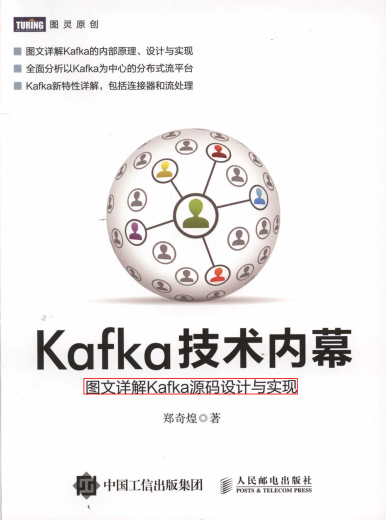 TURING 图灵原创
图文详解Kafka的内部原理、设计与实现
全面分析以Kafka为中心的分布式流平台
Kafka新特性详解，包括连接器和流处理
Kafka技术内幕
图文详解Kafka源码设计与实现
郑奇煌◎著
中国工信出版集团
人民邮电出版社
POSTS & TELECOM PRESS